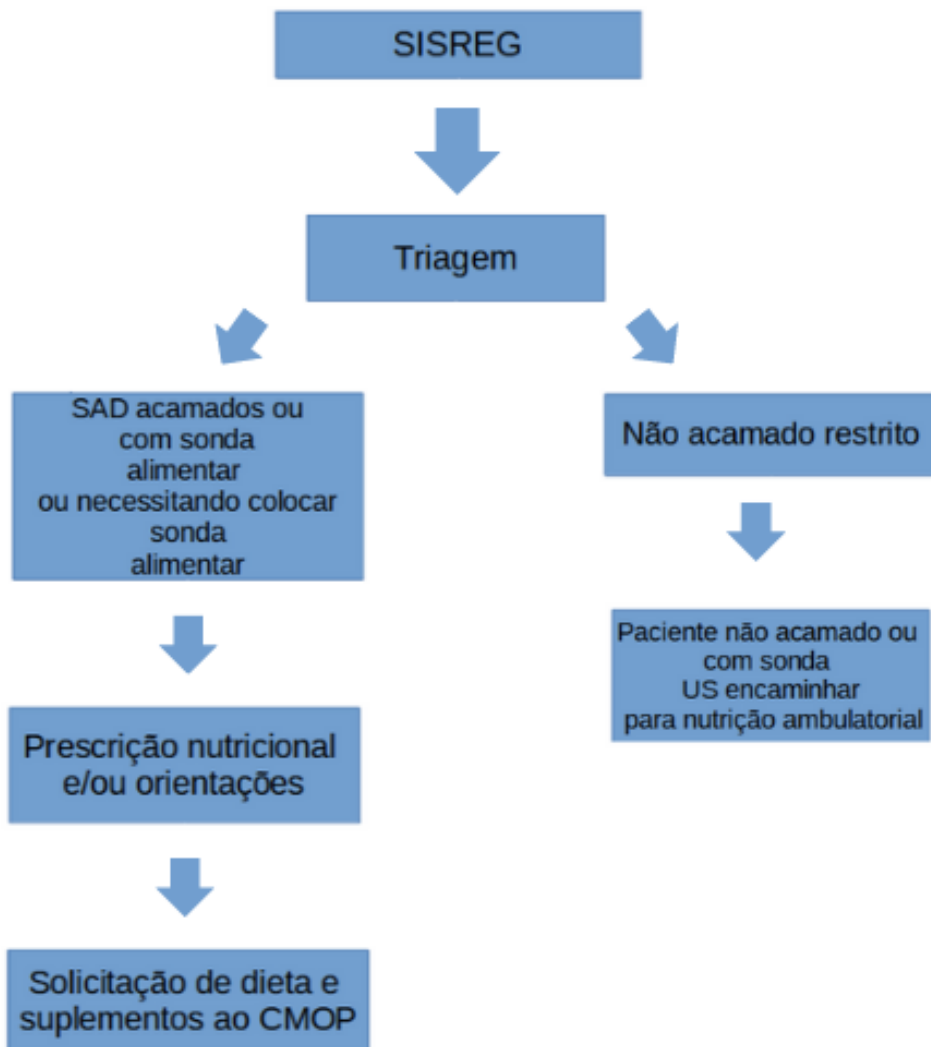 SISREG
Triagem
SAD acamados ou
com sonda
alimentar
ou necessitando colocar
sonda
alimentar
Não acamado restrito
Paciente não acamado ou
com sonda
US encaminhar
para nutrição ambulatorial
Prescrição nutricional
e/ou orientações
Solicitação de dieta e
suplementos ao CMOP